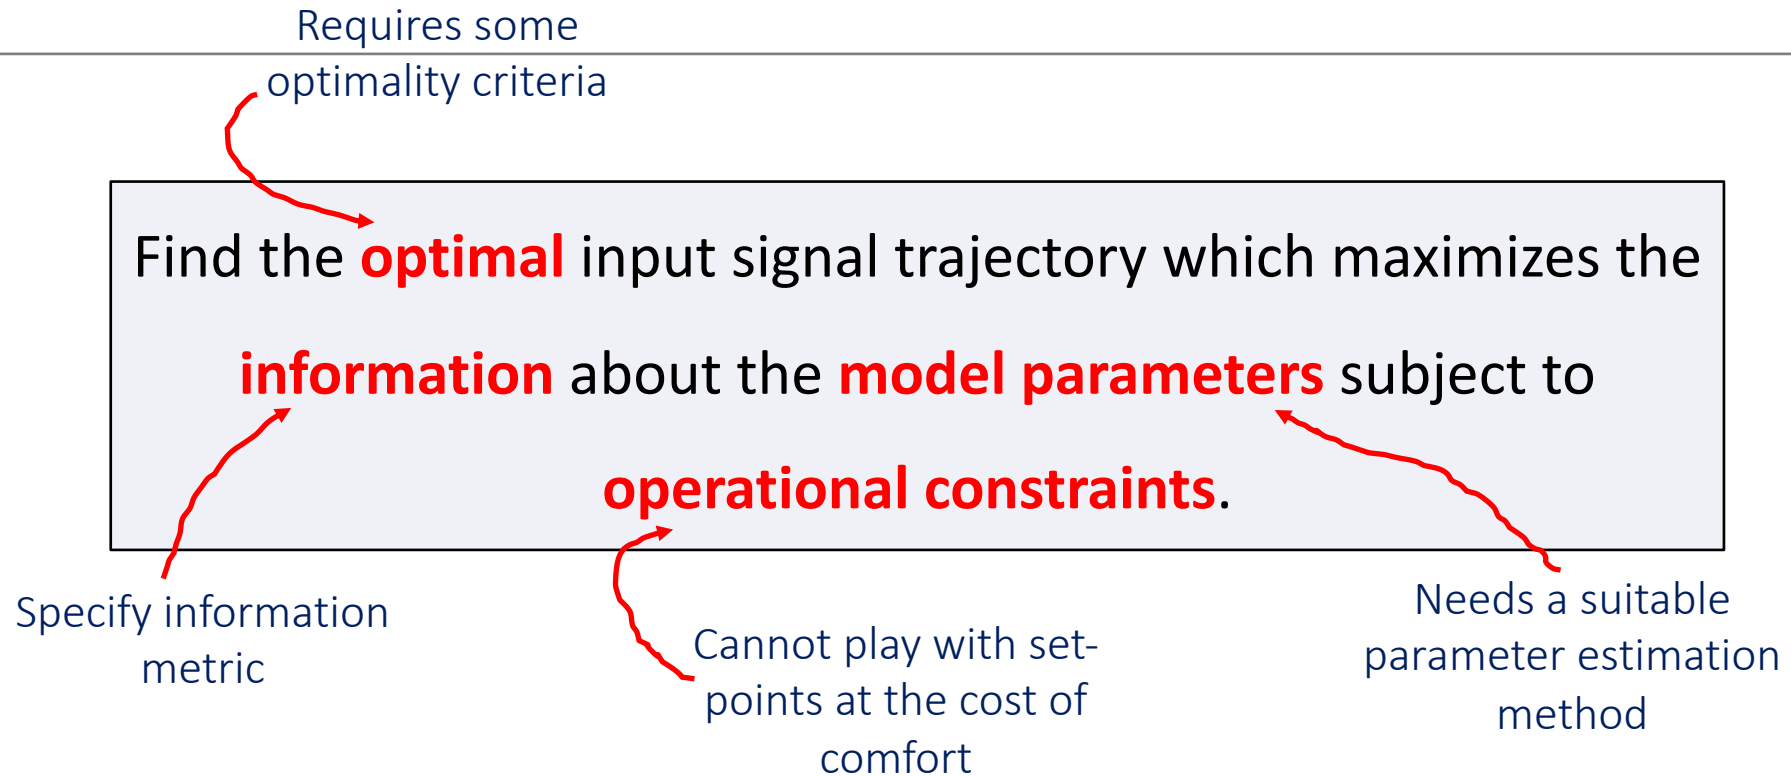 Requires some
optimality criteria
Find the optimal input signal trajectory which maximizes the
information about the model parameters subject to
operational constraints.
Specify information
metric
Cannot play with set-
points at the cost of
comfort
Needs a suitable
parameter estimation
method